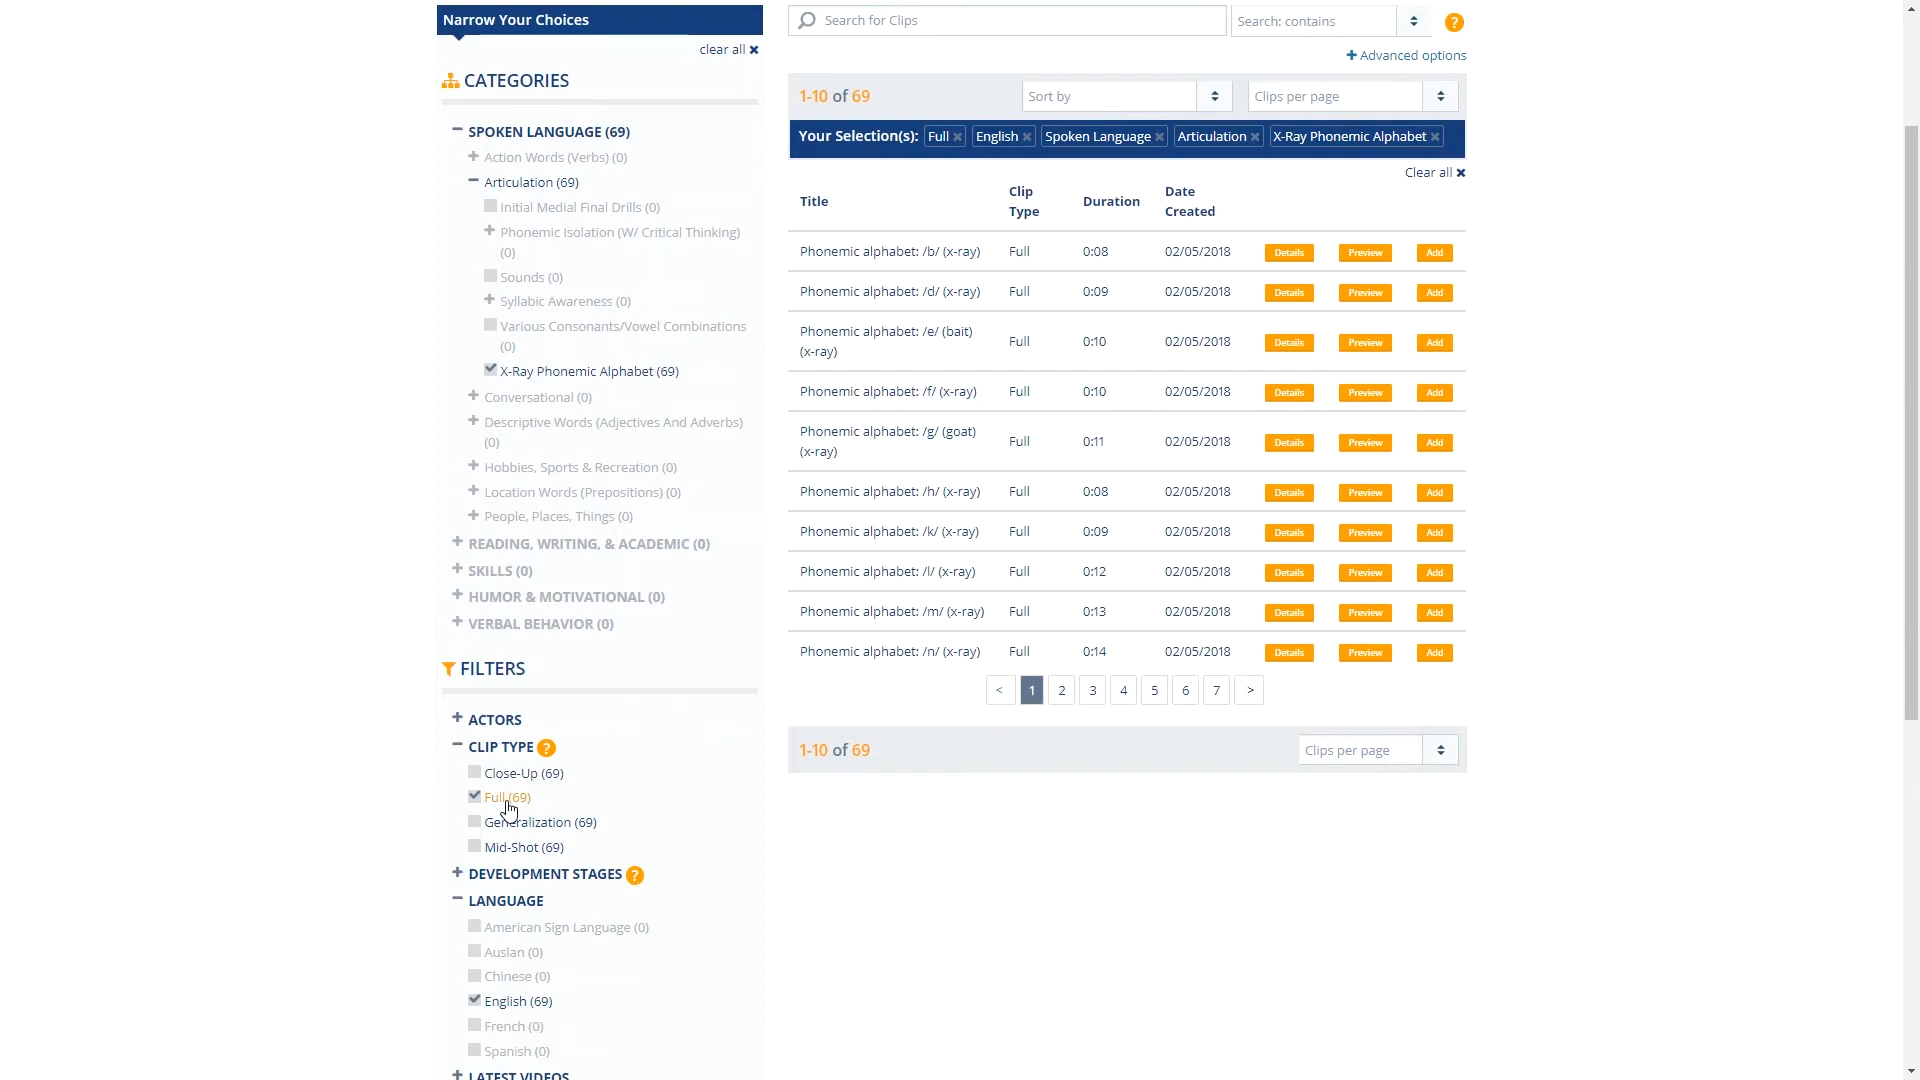 Narrow Your Choices
clear all ✖
CATEGORIES
SPOKEN LANGUAGE (69)
Action Words (Verbs) (0)
Articulation (69)
Initial Medial Final Drills (0)
Phonemic Isolation (W/ Critical Thinking)
(0)
Sounds (0)
Syllabic Awareness (0)
Various Consonants/Vowel Combinations
(0)
X-Ray Phonemic Alphabet (69)
Conversational (0)
Descriptive Words (Adjectives And Adverbs)
(0)
Hobbies, Sports & Recreation (0)
Location Words (Prepositions) (0)
People, Places, Things (0)
READING, WRITING, & ACADEMIC (0)
SKILLS (0)
HUMOR & MOTIVATIONAL (0)
VERBAL BEHAVIOR (0)
FILTERS
ACTORS
CLIP TYPE ?
Close-Up (69)
Full (69)
Generalization (69)
Mid-Shot (69)
DEVELOPMENT STAGES ?
LANGUAGE
American Sign Language (0)
Auslan (0)
Chinese (0)
English (69)
French (0)
Spanish (0)
LATEST VIDEOS
Search for Clips
Search: contains
?
+ Advanced options
1-10 of 69
Sort by
Clips per page
Your Selection(s): Full × English × Spoken Language × Articulation × X-Ray Phonemic Alphabet ×
Clear all ✖
Title Clip Type Duration Date Created
Phonemic alphabet: /b/ (x-ray) Full 0:08 02/05/2018 Details Preview Add
Phonemic alphabet: /d/ (x-ray) Full 0:09 02/05/2018 Details Preview Add
Phonemic alphabet: /e/ (bait)
(x-ray) Full 0:10 02/05/2018 Details Preview Add
Phonemic alphabet: /f/ (x-ray) Full 0:10 02/05/2018 Details Preview Add
Phonemic alphabet: /g/ (goat)
(x-ray) Full 0:11 02/05/2018 Details Preview Add
Phonemic alphabet: /h/ (x-ray) Full 0:08 02/05/2018 Details Preview Add
Phonemic alphabet: /k/ (x-ray) Full 0:09 02/05/2018 Details Preview Add
Phonemic alphabet: /l/ (x-ray) Full 0:12 02/05/2018 Details Preview Add
Phonemic alphabet: /m/ (x-ray) Full 0:13 02/05/2018 Details Preview Add
Phonemic alphabet: /n/ (x-ray) Full 0:14 02/05/2018 Details Preview Add
< 1 2 3 4 5 6 7 >
1-10 of 69
Clips per page